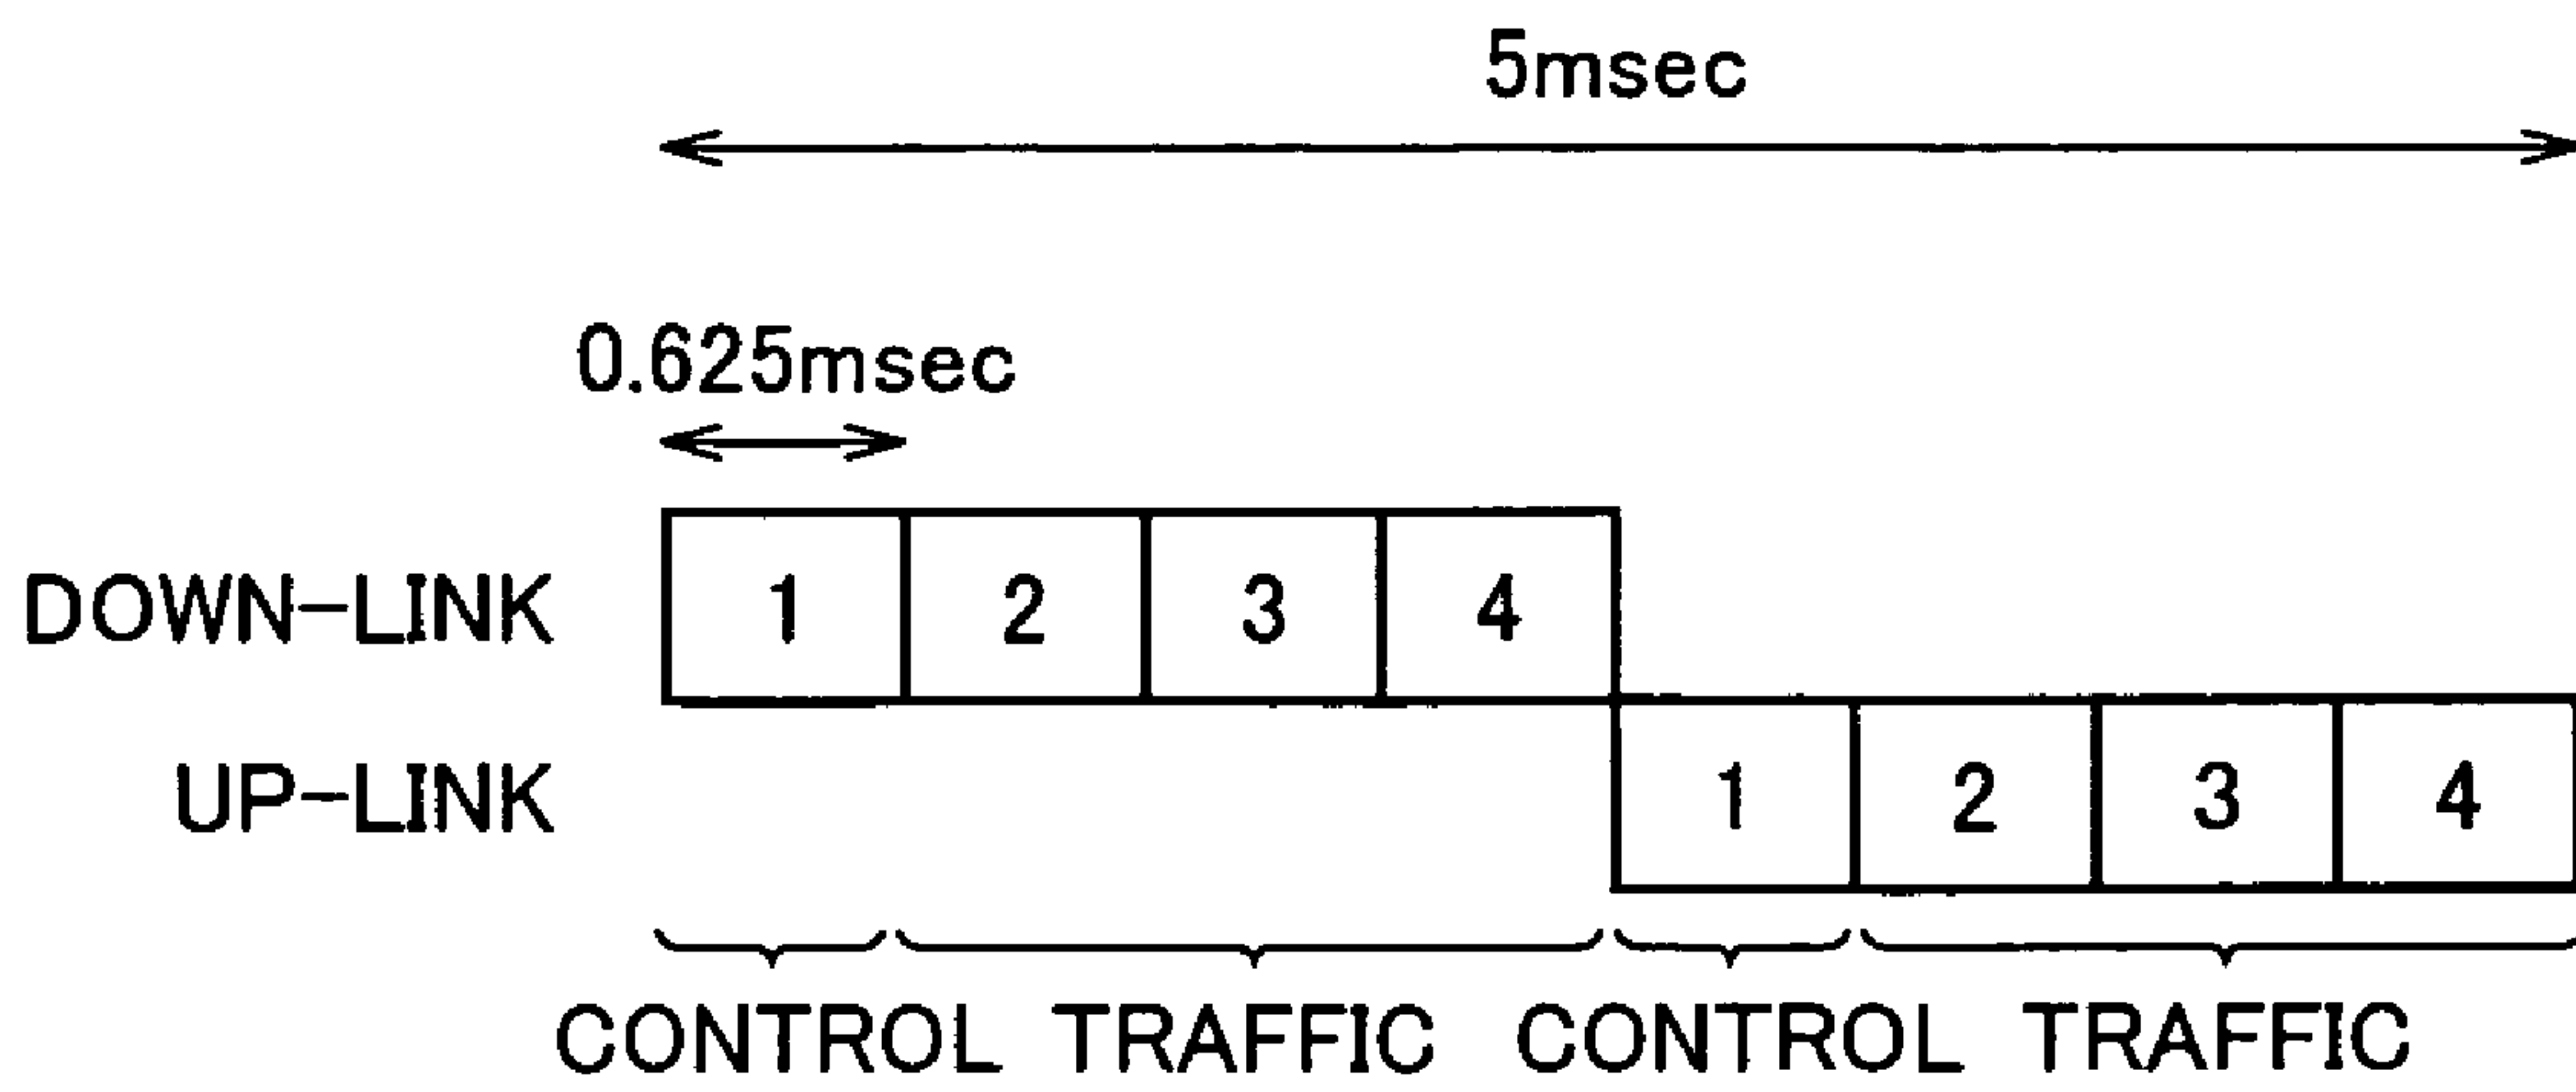 5msec
0.625msec
DOWN-LINK 1 2 3 4
UP-LINK 1 2 3 4
CONTROL TRAFFIC CONTROL TRAFFIC